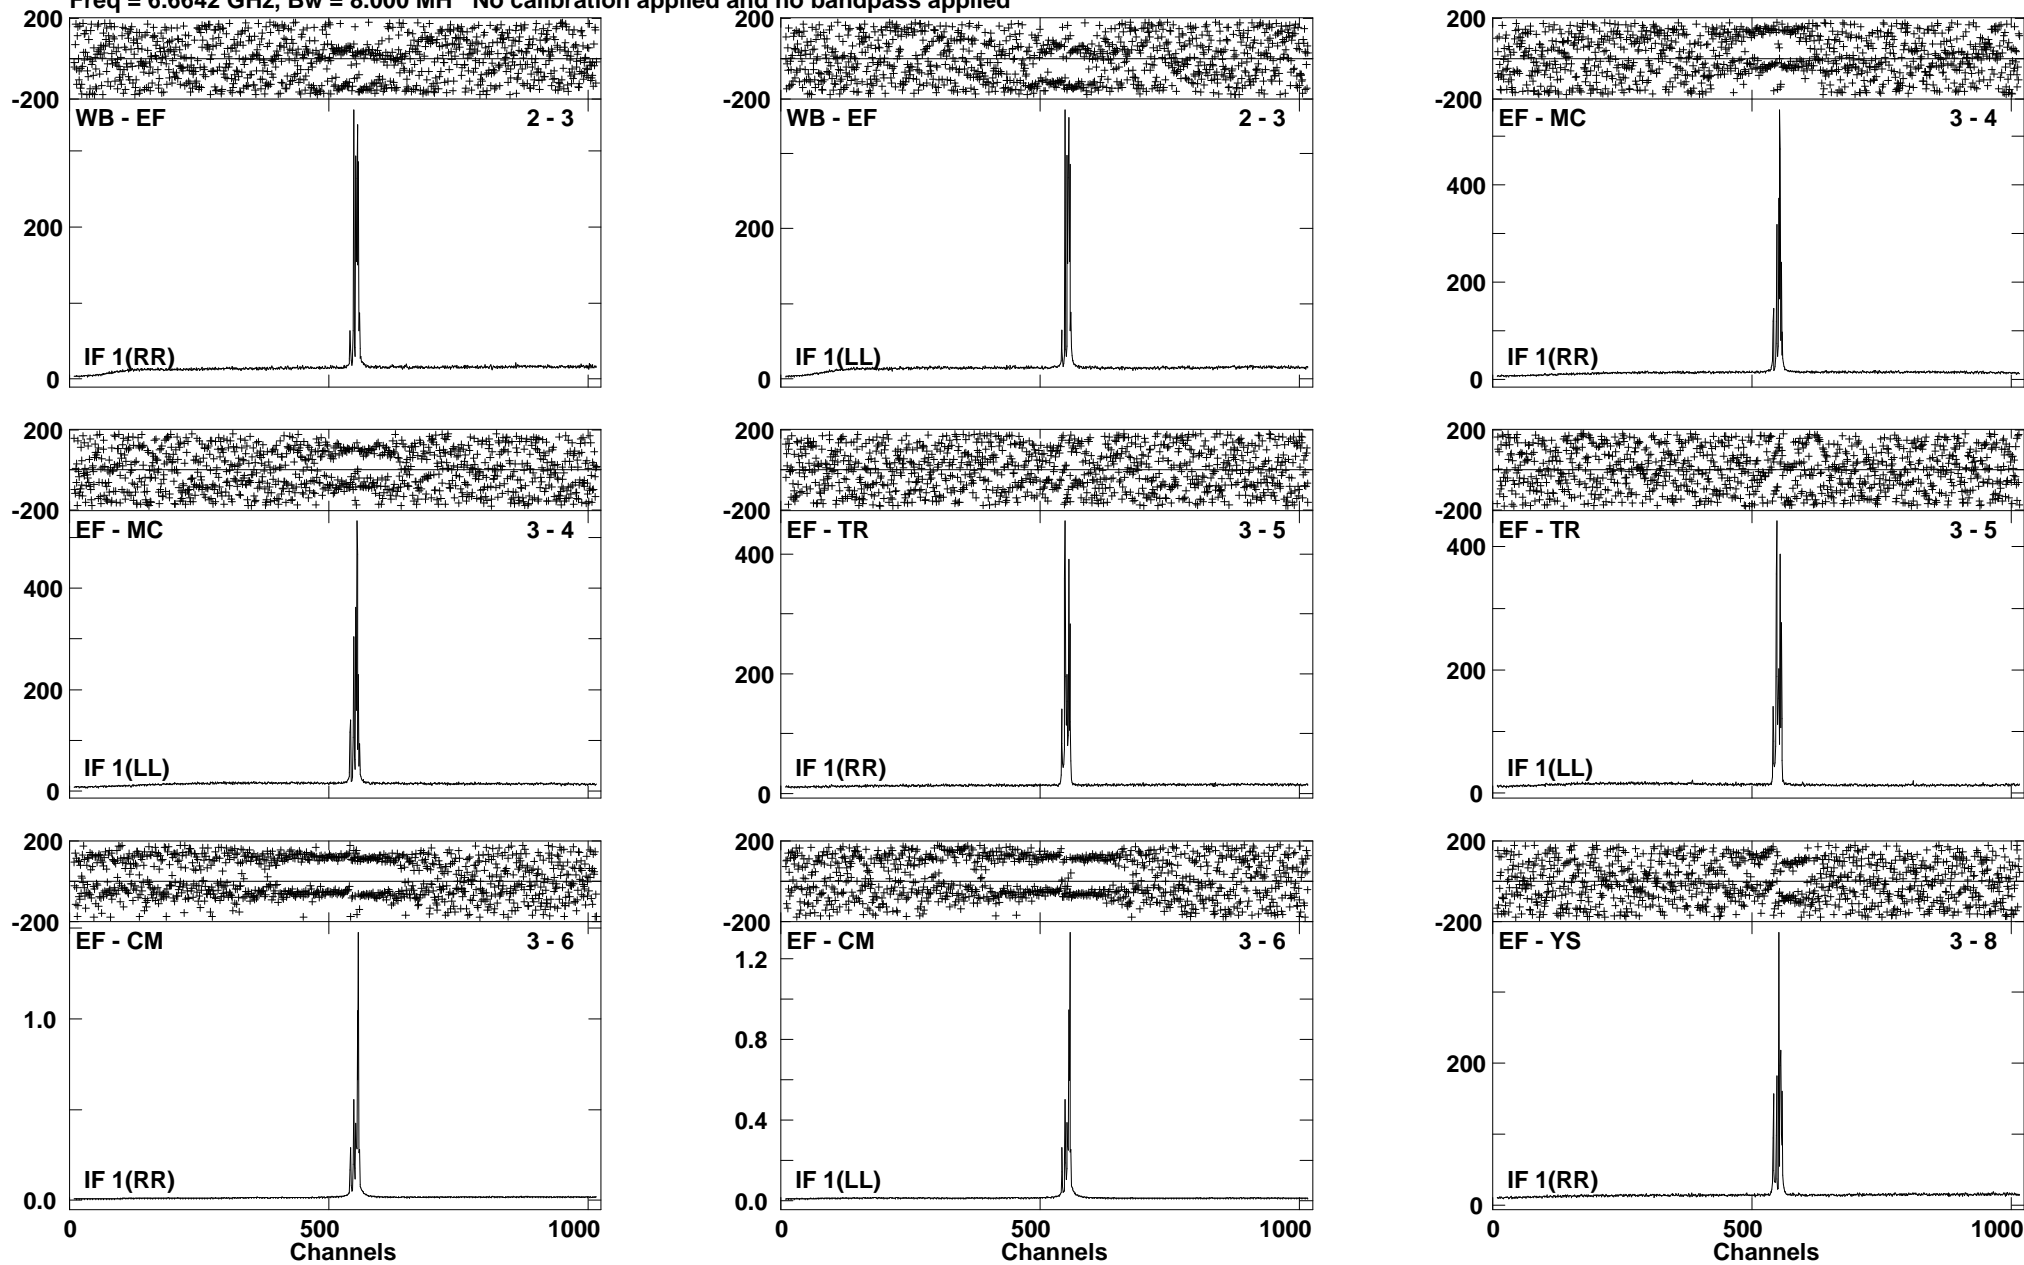 Freq = 6.6642 GHz, Bw = 8.000 MH No calibration applied and no bandpass applied
200
-200
WB - EF 2 - 3
200
IF 1(RR)
0
200
-200
WB - EF 2 - 3
200
IF 1(LL)
0
200
-200
EF - MC 3 - 4
400
200
IF 1(RR)
0
200
-200
EF - MC 3 - 4
400
200
IF 1(LL)
0
200
-200
EF - TR 3 - 5
400
200
IF 1(RR)
0
200
-200
EF - TR 3 - 5
400
200
IF 1(LL)
0
200
-200
EF - CM 3 - 6
1.0
IF 1(RR)
0.0
0 500 1000
Channels
200
-200
EF - CM 3 - 6
1.2
0.8
0.4
IF 1(LL)
0.0
0 500 1000
Channels
200
-200
EF - YS 3 - 8
200
IF 1(RR)
0
0 500 1000
Channels